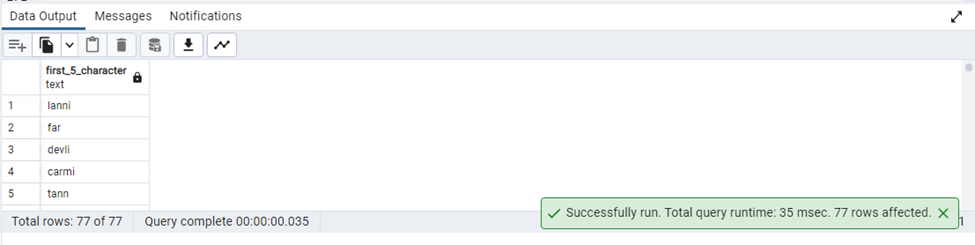 Data Output Messages Notifications
first_5_character
text
1 lanni
2 far
3 devli
4 carmi
5 tann
Total rows: 77 of 77 Query complete 00:00:00.035
Successfully run. Total query runtime: 35 msec. 77 rows affected.